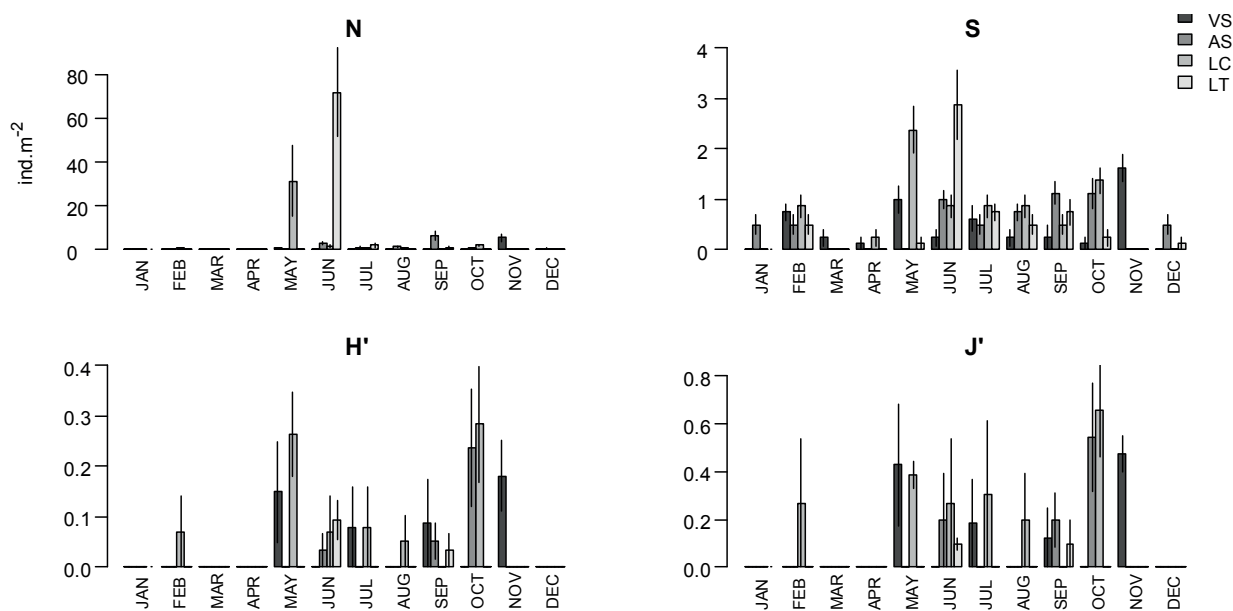 N
80
60
40
20
0
ind.m-2
JAN FEB MAR APR MAY JUN JUL AUG SEP OCT NOV DEC
S
4
3
2
1
0
JAN FEB MAR APR MAY JUN JUL AUG SEP OCT NOV DEC
VS
AS
LC
LT
H'
0.4
0.3
0.2
0.1
0.0
JAN FEB MAR APR MAY JUN JUL AUG SEP OCT NOV DEC
J'
0.8
0.6
0.4
0.2
0.0
JAN FEB MAR APR MAY JUN JUL AUG SEP OCT NOV DEC